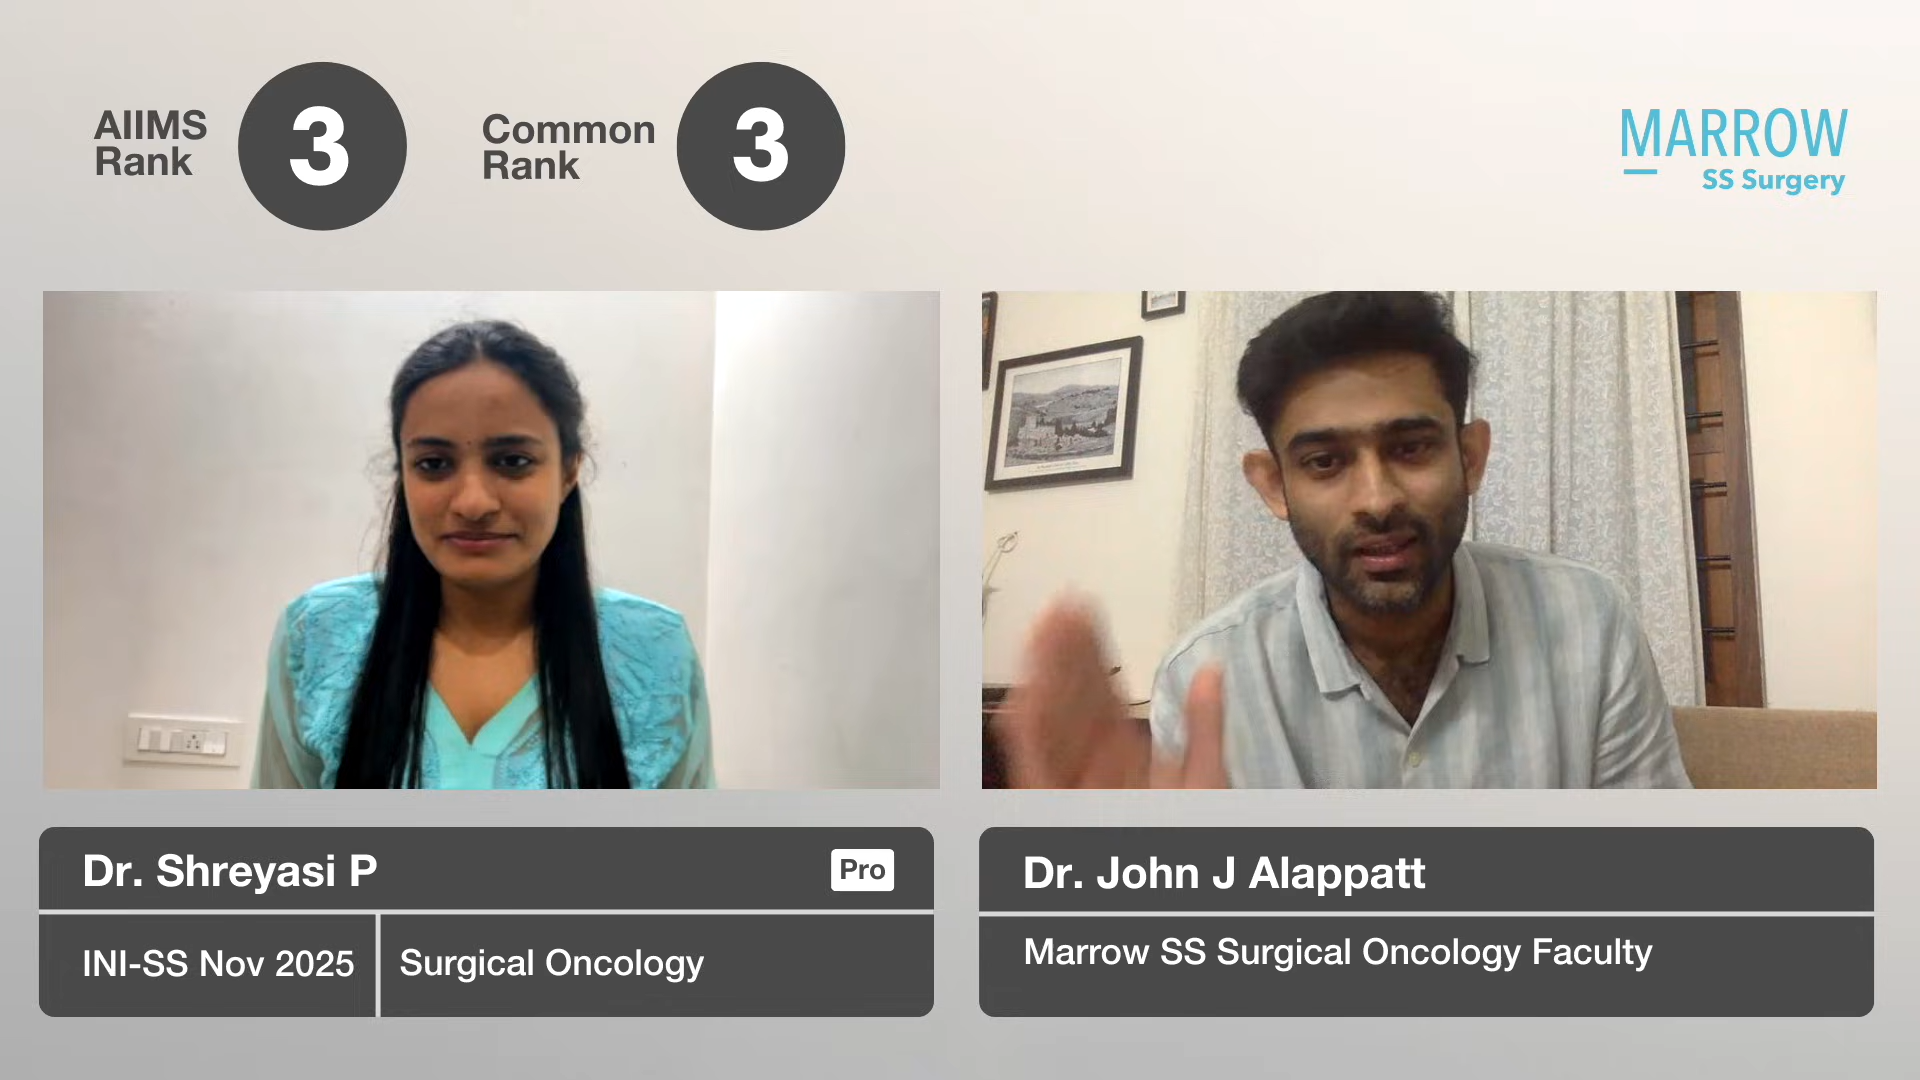 AIIMS
Rank
3
Common
Rank
3
MARROW
SS Surgery
Dr. Shreyasi P
Pro
INI-SS Nov 2025
Surgical Oncology
Dr. John J Alappatt
Marrow SS Surgical Oncology Faculty